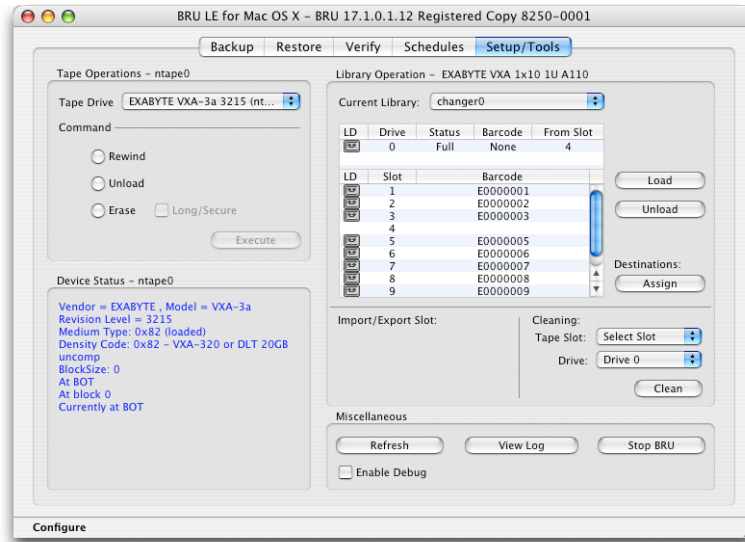 BRU LE for Mac OS X – BRU 17.1.0.1.12 Registered Copy 8250-0001
Backup Restore Verify Schedules Setup/Tools
Tape Operations – ntape0
Tape Drive EXABYTE VXA-3a 3215 (nt...
Command
Rewind
Unload
Erase Long/Secure
Execute
Device Status – ntape0
Vendor = EXABYTE , Model = VXA-3a
Revision Level = 3215
Medium Type: 0x82 (loaded)
Density Code: 0x82 – VXA-320 or DLT 20GB
uncomp
BlockSize: 0
At BOT
At block 0
Currently at BOT
Library Operation – EXABYTE VXA 1x10 1U A110
Current Library: changer0
LD Drive Status Barcode From Slot
0 Full None 4
LD Slot Barcode
1 E0000001
2 E0000002
3 E0000003
4
5 E0000005
6 E0000006
7 E0000007
8 E0000008
9 E0000009
Load
Unload
Destinations:
Assign
Import/Export Slot:
Cleaning:
Tape Slot: Select Slot
Drive: Drive 0
Clean
Miscellaneous
Refresh View Log Stop BRU
Enable Debug
Configure